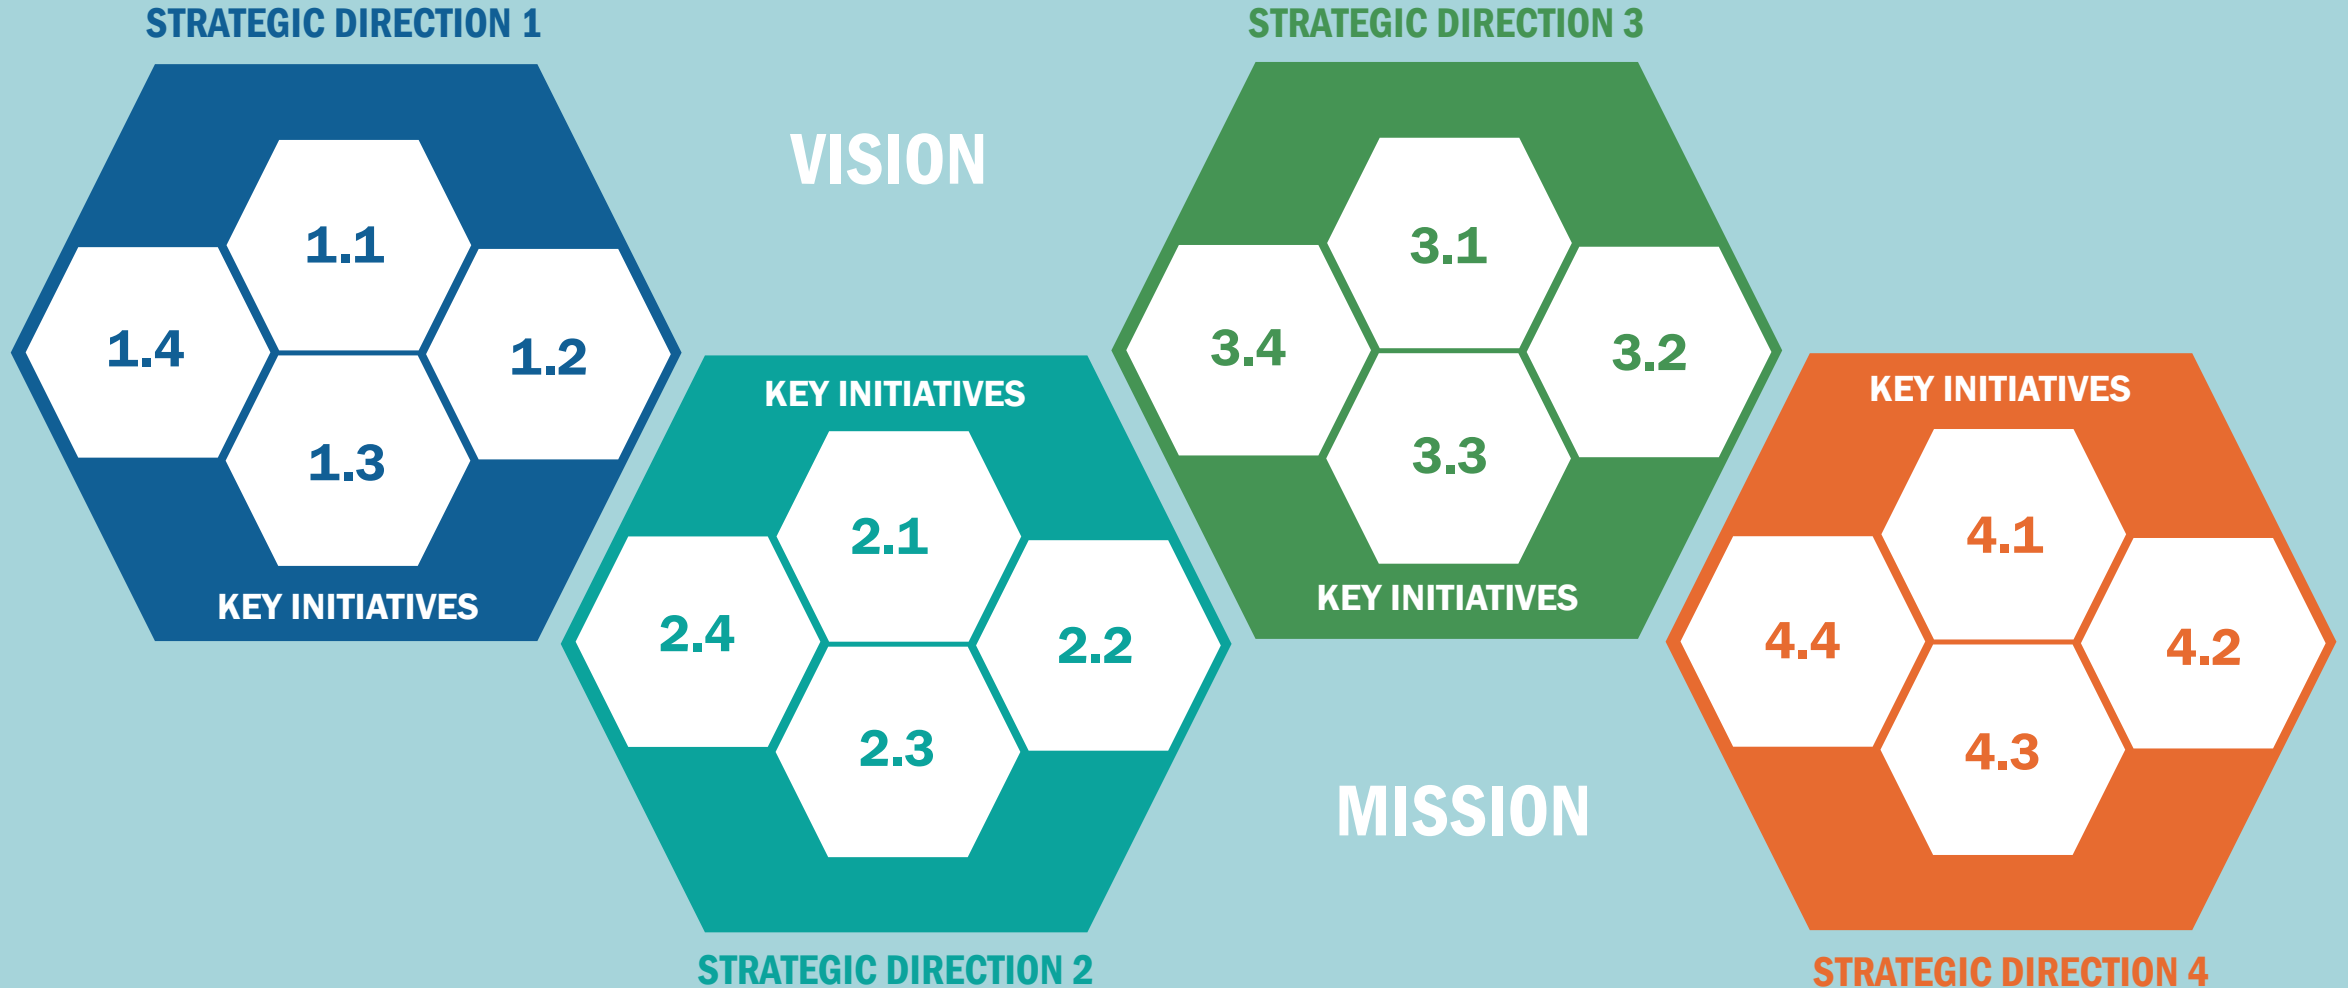 STRATEGIC DIRECTION 1
1.1
1.4
1.2
1.3
KEY INITIATIVES
VISION
KEY INITIATIVES
2.1
2.4
2.2
2.3
STRATEGIC DIRECTION 2
STRATEGIC DIRECTION 3
3.1
3.4
3.2
3.3
KEY INITIATIVES
MISSION
KEY INITIATIVES
4.1
4.4
4.2
4.3
STRATEGIC DIRECTION 4